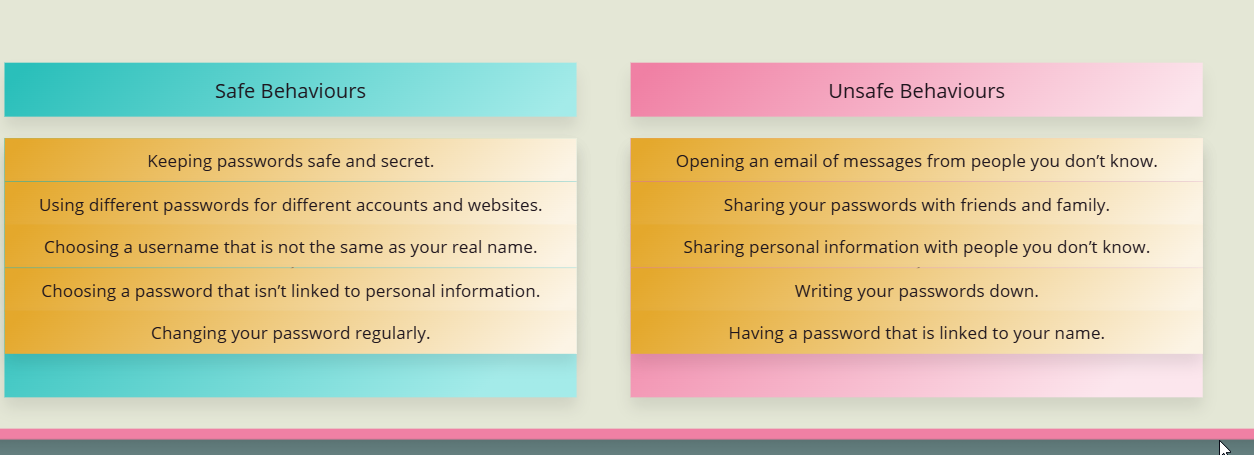 Safe Behaviours
Keeping passwords safe and secret.
Using different passwords for different accounts and websites.
Choosing a username that is not the same as your real name.
Choosing a password that isn’t linked to personal information.
Changing your password regularly.
Unsafe Behaviours
Opening an email of messages from people you don’t know.
Sharing your passwords with friends and family.
Sharing personal information with people you don’t know.
Writing your passwords down.
Having a password that is linked to your name.